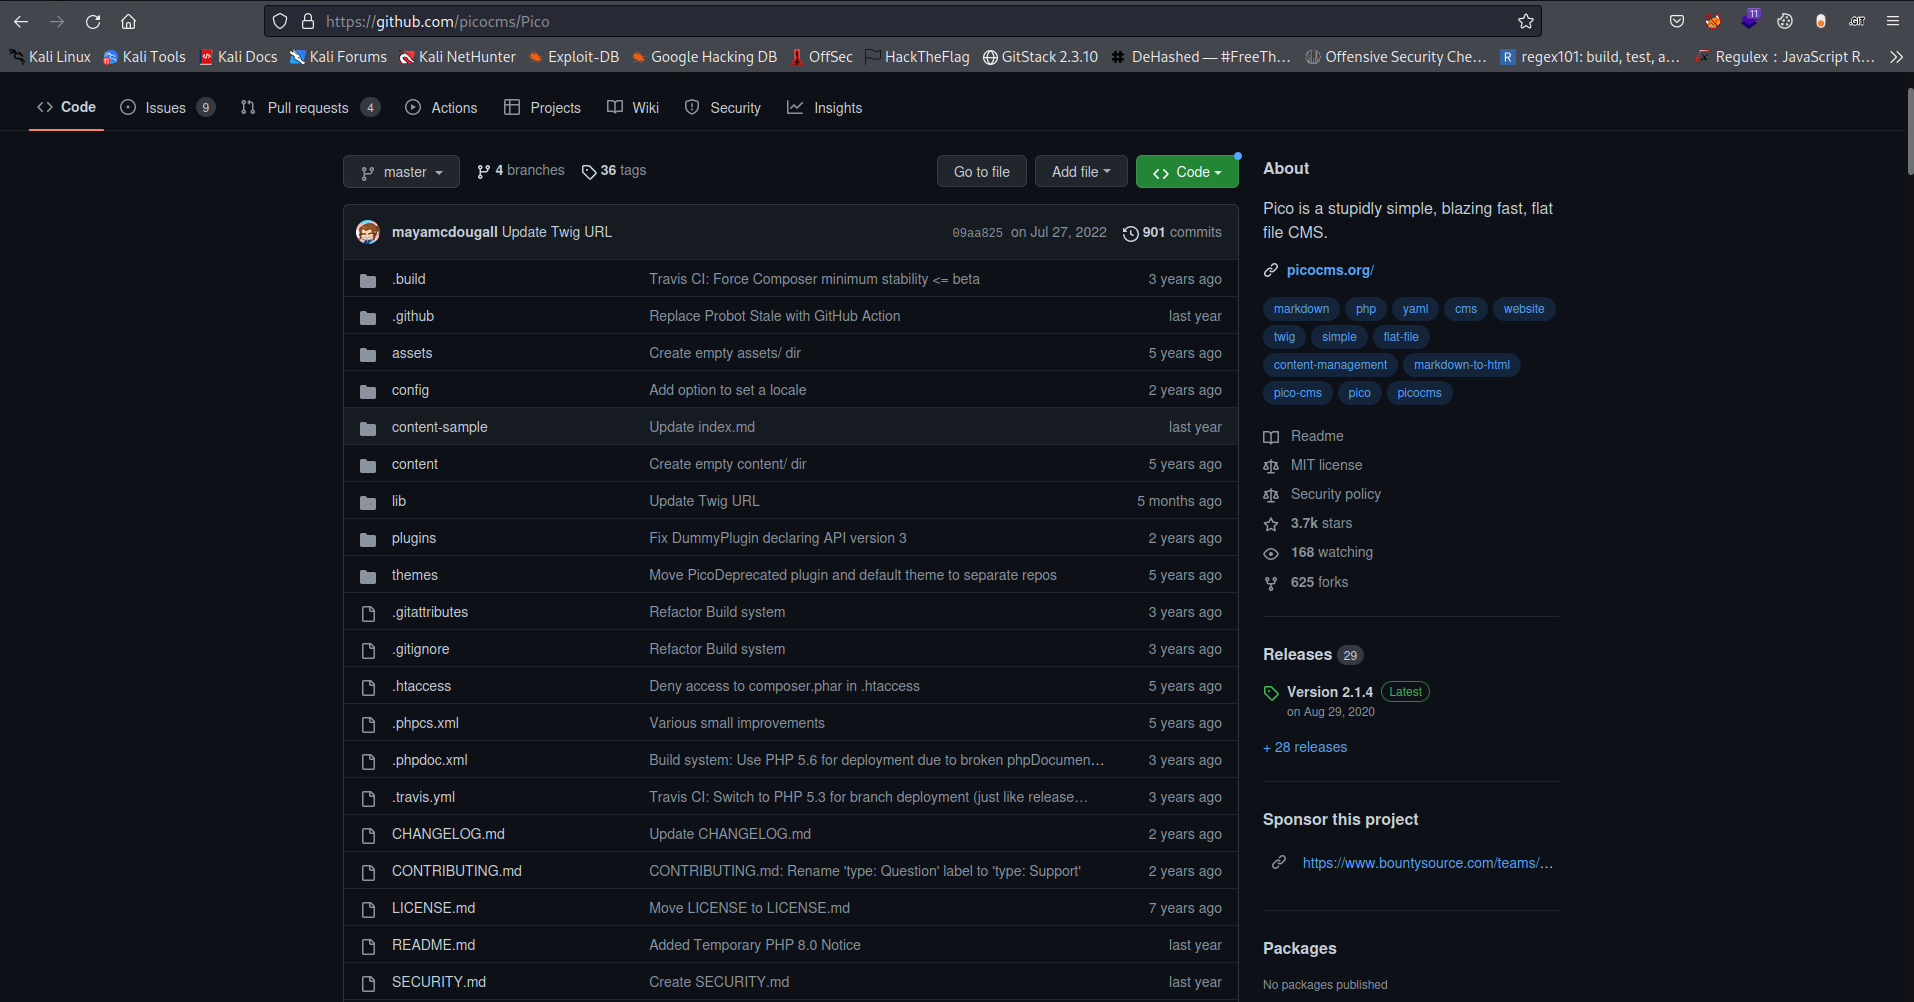 https://github.com/picocms/Pico
11
Kali Linux Kali Tools Kali Docs Kali Forums Kali NetHunter Exploit-DB Google Hacking DB OffSec HackTheFlag GitStack 2.3.10 DeHashed — #FreeTh... Offensive Security Che... R regex101: build, test, a... Regulex : JavaScript R...
Code Issues 9 Pull requests 4 Actions Projects Wiki Security Insights
master 4 branches 36 tags Go to file Add file Code
mayamcdougall Update Twig URL 09aa825 on Jul 27, 2022 901 commits
.build Travis CI: Force Composer minimum stability <= beta 3 years ago
.github Replace Probot Stale with GitHub Action last year
assets Create empty assets/ dir 5 years ago
config Add option to set a locale 2 years ago
content-sample Update index.md last year
content Create empty content/ dir 5 years ago
lib Update Twig URL 5 months ago
plugins Fix DummyPlugin declaring API version 3 2 years ago
themes Move PicoDeprecated plugin and default theme to separate repos 5 years ago
.gitattributes Refactor Build system 3 years ago
.gitignore Refactor Build system 3 years ago
.htaccess Deny access to composer.phar in .htaccess 5 years ago
.phpcs.xml Various small improvements 5 years ago
.phpdoc.xml Build system: Use PHP 5.6 for deployment due to broken phpDocumen... 3 years ago
.travis.yml Travis CI: Switch to PHP 5.3 for branch deployment (just like release... 3 years ago
CHANGELOG.md Update CHANGELOG.md 2 years ago
CONTRIBUTING.md CONTRIBUTING.md: Rename 'type: Question' label to 'type: Support' 2 years ago
LICENSE.md Move LICENSE to LICENSE.md 7 years ago
README.md Added Temporary PHP 8.0 Notice last year
SECURITY.md Create SECURITY.md last year
About
Pico is a stupidly simple, blazing fast, flat
file CMS.
picocms.org/
markdown php yaml cms website
twig simple flat-file
content-management markdown-to-html
pico-cms pico picocms
Readme
MIT license
Security policy
3.7k stars
168 watching
625 forks
Releases 29
Version 2.1.4 Latest
on Aug 29, 2020
+ 28 releases
Sponsor this project
https://www.bountysource.com/teams/...
Packages
No packages published